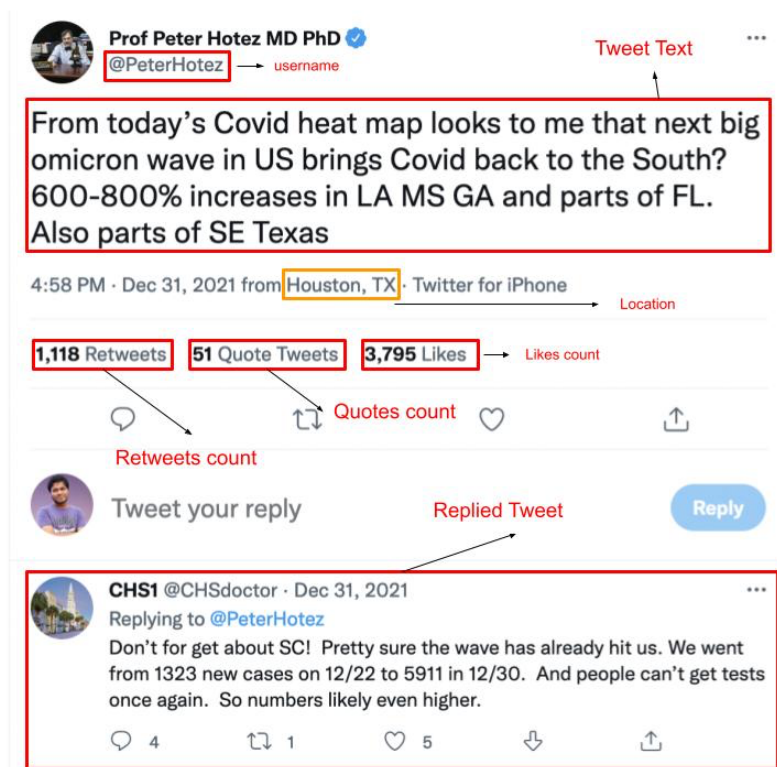 Prof Peter Hotez MD PhD
Tweet Text
@PeterHotez
username
From today's Covid heat map looks to me that next big
omicron wave in US brings Covid back to the South?
600-800% increases in LA MS GA and parts of FL.
Also parts of SE Texas
4:58 PM · Dec 31, 2021 from Houston, TX · Twitter for iPhone
Location
1,118 Retweets 51 Quote Tweets 3,795 Likes
Likes count
Quotes count
Retweets count
Tweet your reply
Replied Tweet
Reply
CHS1 @CHSdoctor · Dec 31, 2021
Replying to @PeterHotez
Don't for get about SC!  Pretty sure the wave has already hit us. We went
from 1323 new cases on 12/22 to 5911 in 12/30.  And people can't get tests
once again.  So numbers likely even higher.
4 1 5